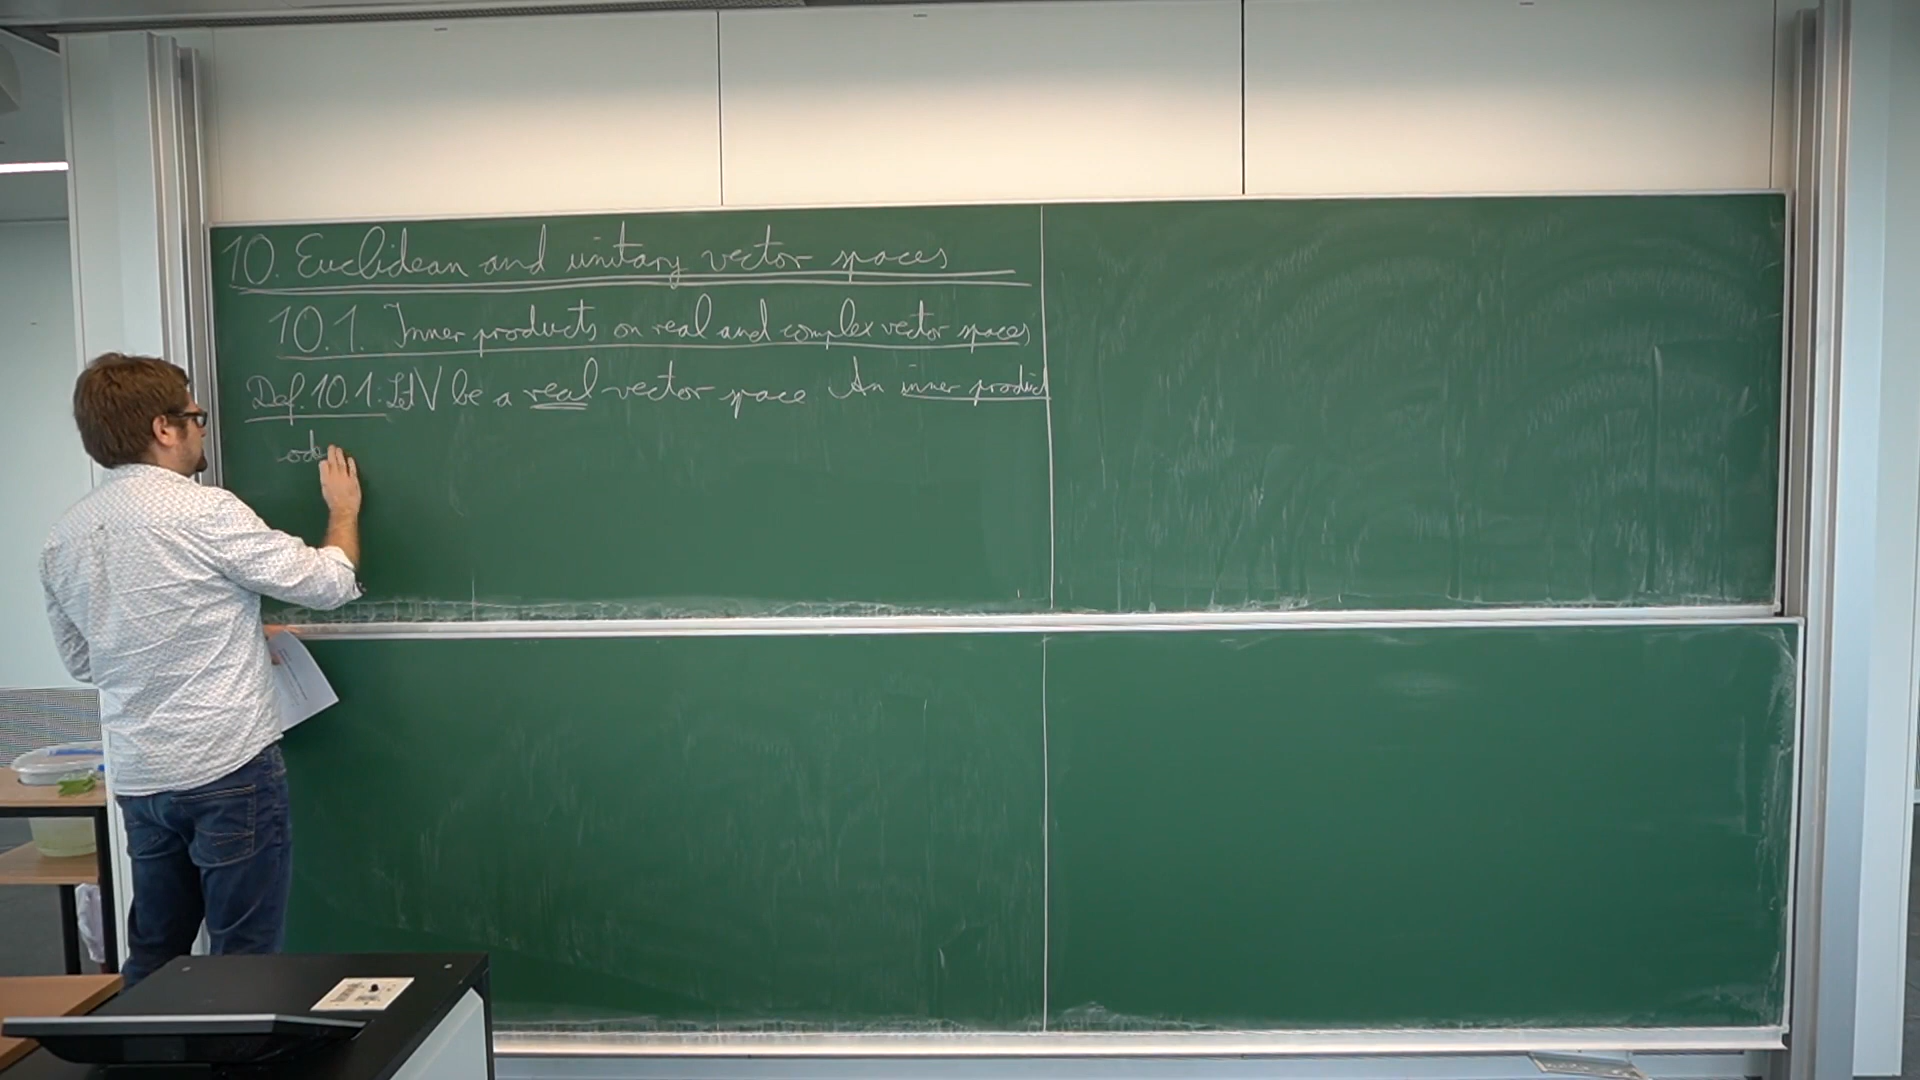 10. Euclidean and unitary vector spaces
10.1. Inner products on real and complex vector spaces
Def. 10.1: Let V be a real vector space An inner product